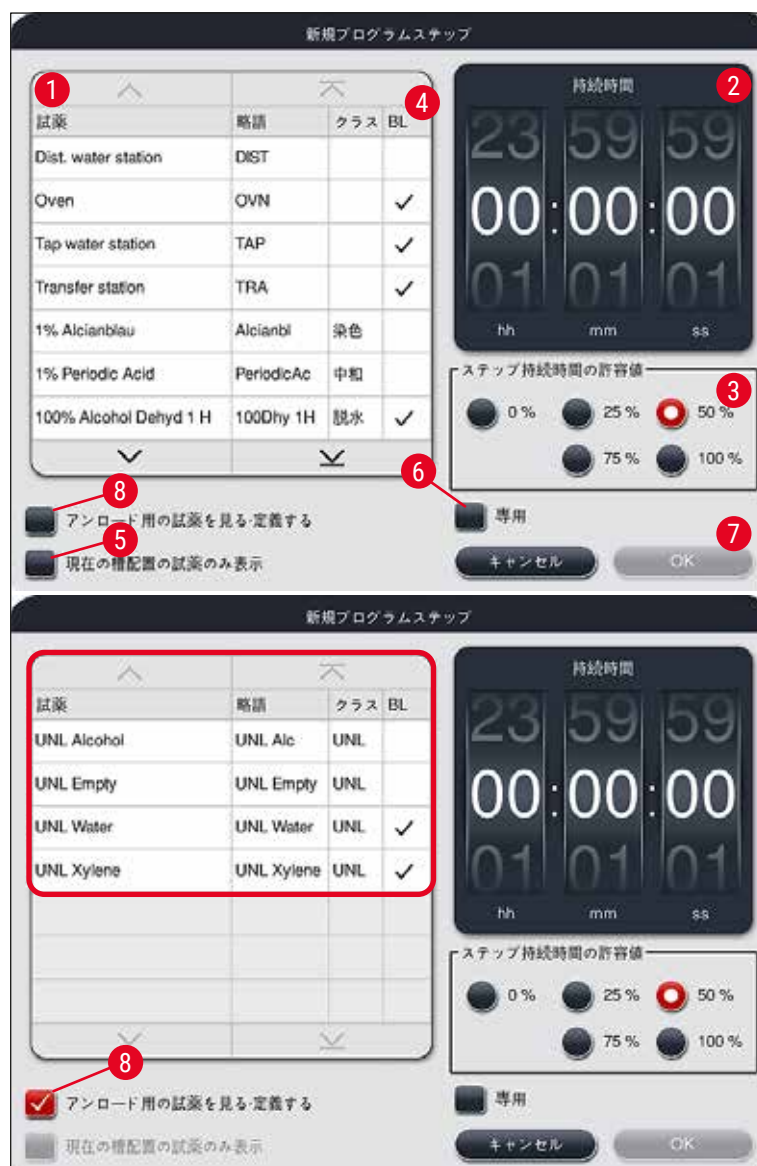 新規プログラムステップ
1
試薬 略語 クラス BL
4
Dist. water station DIST
Oven OVN ✓
Tap water station TAP ✓
Transfer station TRA ✓
1% Alcianblau Alcianbl 染色
1% Periodic Acid PeriodicAc 中和
100% Alcohol Dehyd 1 H 100Dhy 1H 脱水 ✓
8
アンロード用の試薬を見る·定義する
5
現在の槽配置の試薬のみ表示
持続時間
2
23 59 59
00:00:00
01 01 01
hh mm ss
ステップ持続時間の許容値
3
0 % 25 % 50 %
75 % 100 %
6
専用
7
キャンセル OK
新規プログラムステップ
試薬 略語 クラス BL
UNL Alcohol UNL Alc UNL
UNL Empty UNL Empty UNL
UNL Water UNL Water UNL ✓
UNL Xylene UNL Xylene UNL ✓
8
アンロード用の試薬を見る·定義する
現在の槽配置の試薬のみ表示
持続時間
23 59 59
00:00:00
01 01 01
hh mm ss
ステップ持続時間の許容値
0 % 25 % 50 %
75 % 100 %
専用
キャンセル OK